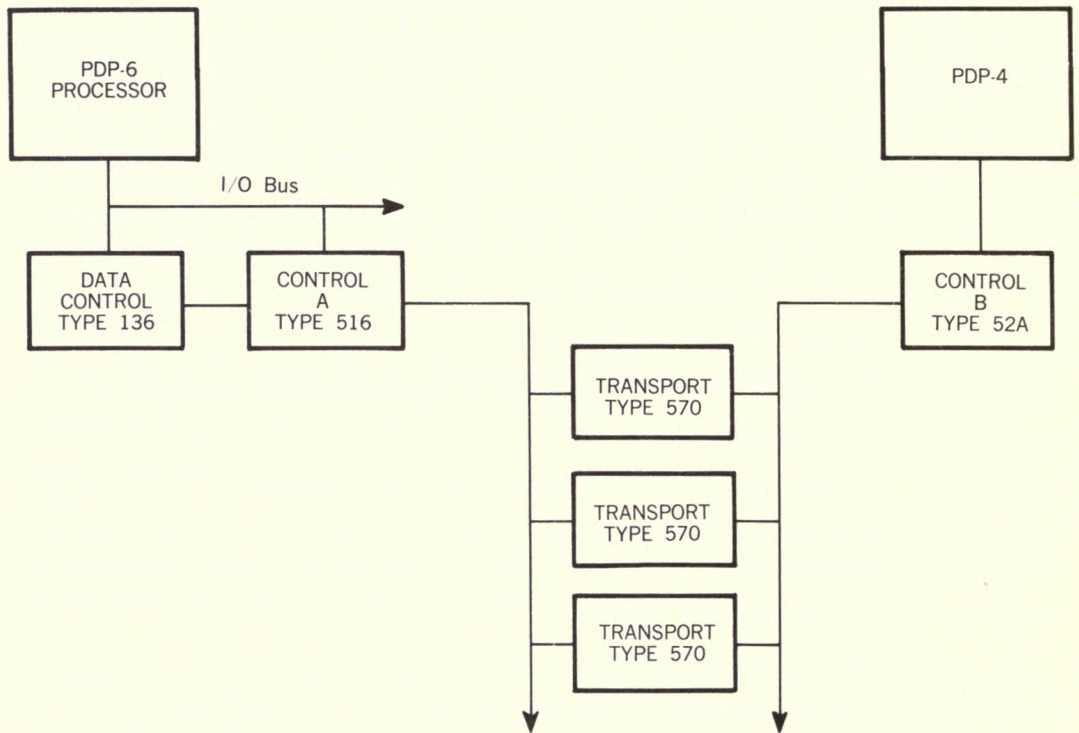 PDP-6
PROCESSOR
PDP-4
I/O Bus
DATA
CONTROL
TYPE 136
CONTROL
A
TYPE 516
CONTROL
B
TYPE 52A
TRANSPORT
TYPE 570
TRANSPORT
TYPE 570
TRANSPORT
TYPE 570